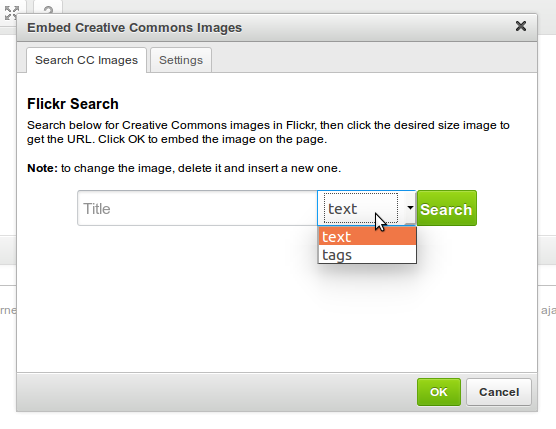 ?
Embed Creative Commons Images
Search CC Images Settings
Flickr Search
Search below for Creative Commons images in Flickr, then click the desired size image to
get the URL. Click OK to embed the image on the page.
Note: to change the image, delete it and insert a new one.
Title text Search
text
tags
rne aja
OK Cancel